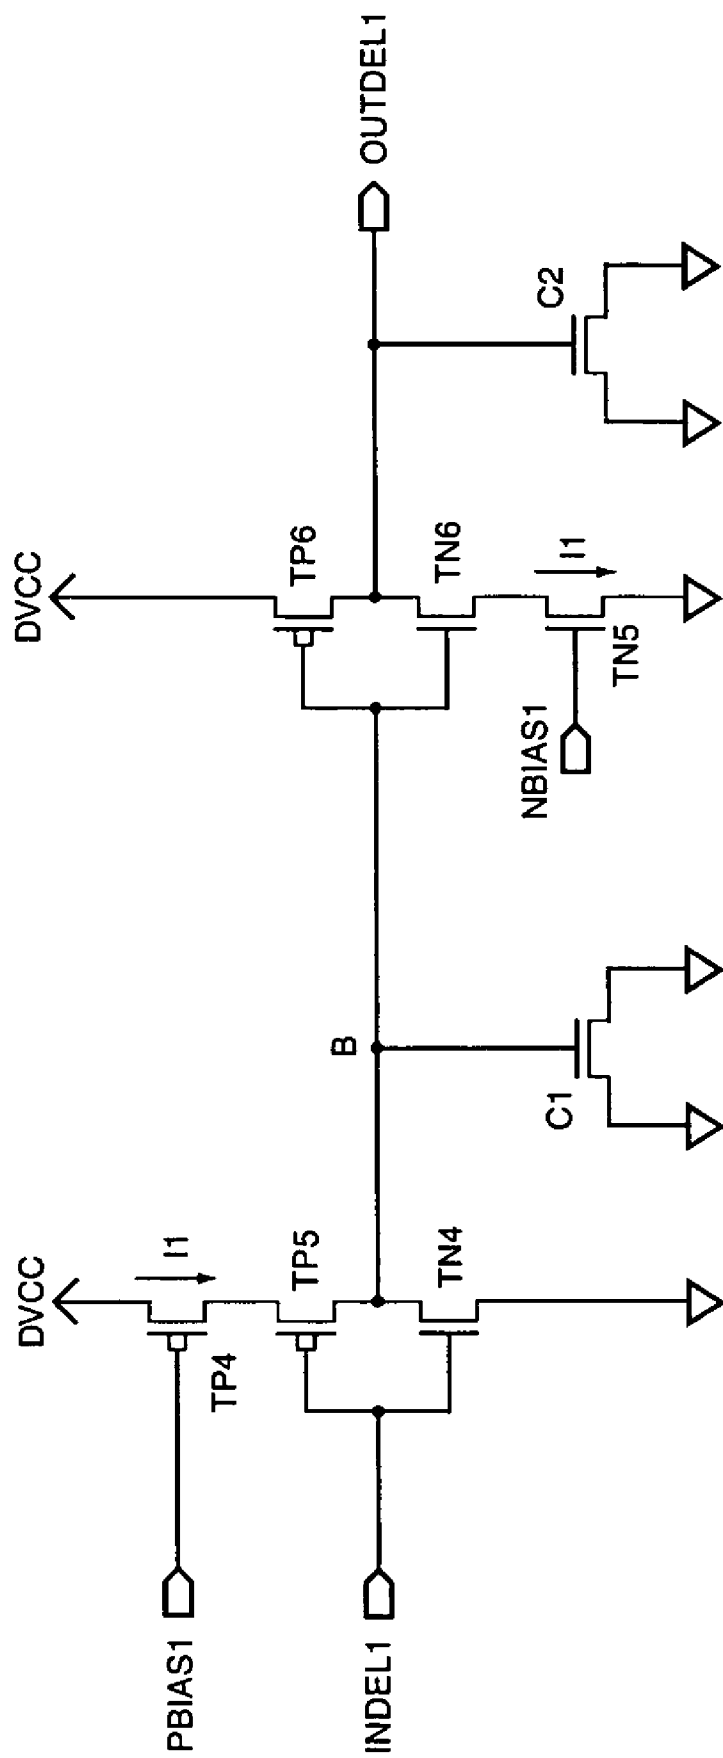 DVCC
DVCC
I1
PBIAS1
TP4
TP5
TP6
OUTDEL1
B
INDEL1
TN4
TN6
I1
NBIAS1
TN5
C1
C2